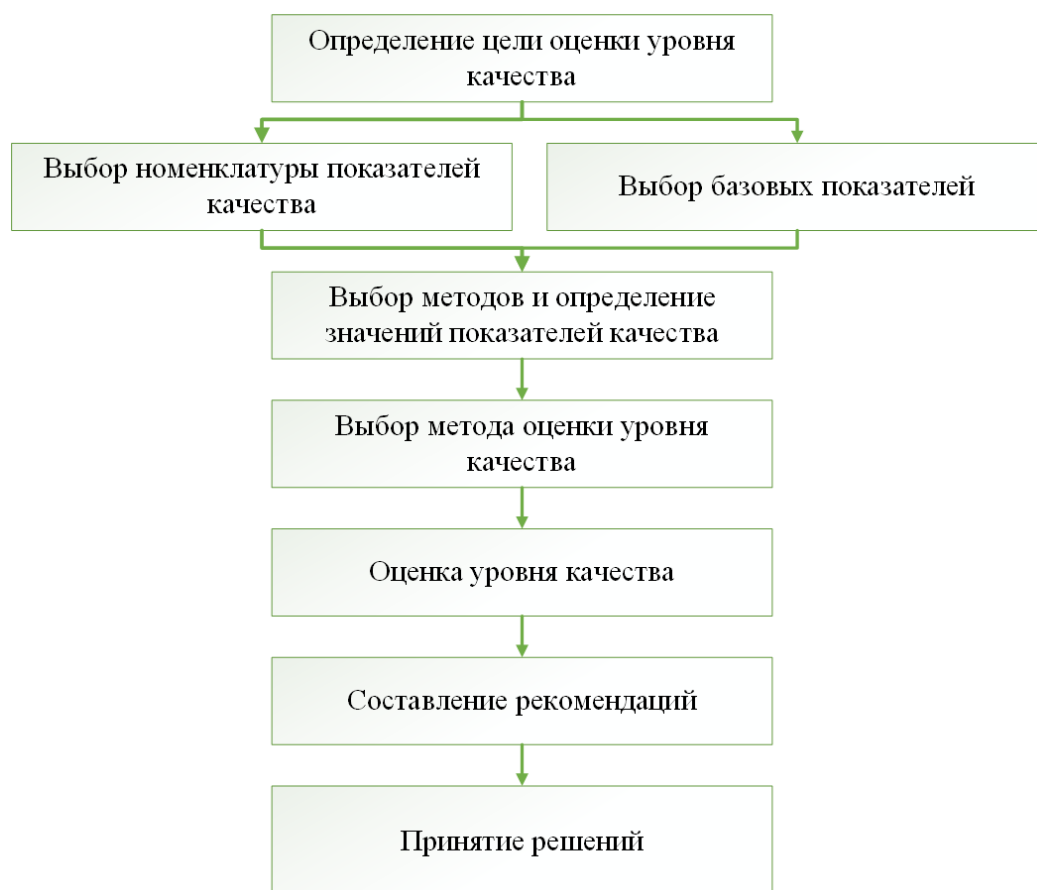 Определение цели оценки уровня
качества
Выбор номенклатуры показателей
качества
Выбор базовых показателей
Выбор методов и определение
значений показателей качества
Выбор метода оценки уровня
качества
Оценка уровня качества
Составление рекомендаций
Принятие решений